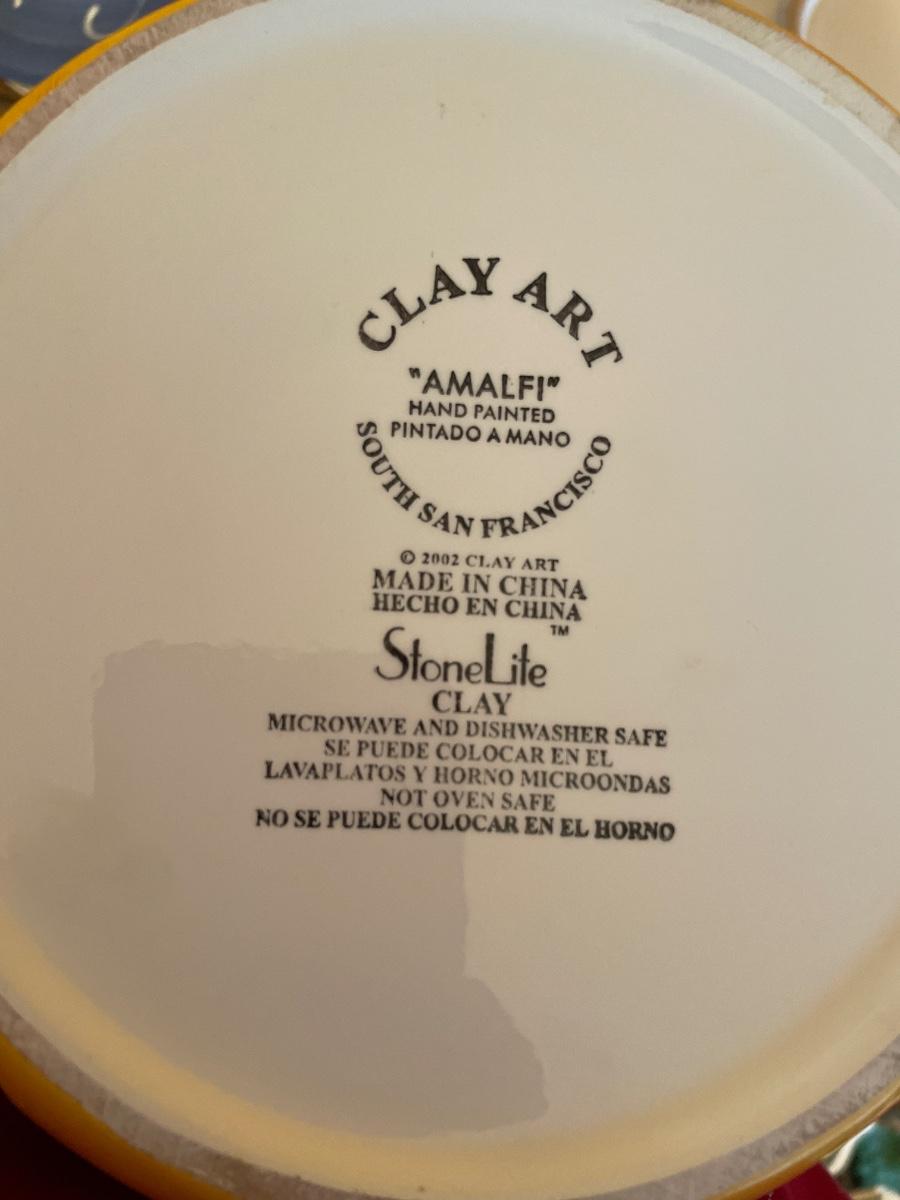 CLAY ART
"AMALFI"
HAND PAINTED
PINTADO A MANO
SOUTH SAN FRANCISCO
© 2002 CLAY ART
MADE IN CHINA
HECHO EN CHINA
StoneLite™
CLAY
MICROWAVE AND DISHWASHER SAFE
SE PUEDE COLOCAR EN EL
LAVAPLATOS Y HORNO MICROONDAS
NOT OVEN SAFE
NO SE PUEDE COLOCAR EN EL HORNO